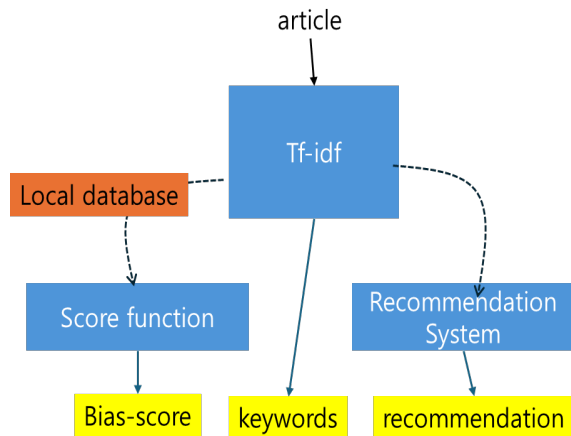 article
Tf-idf
Local database
Score function
Recommendation
System
Bias-score
keywords
recommendation